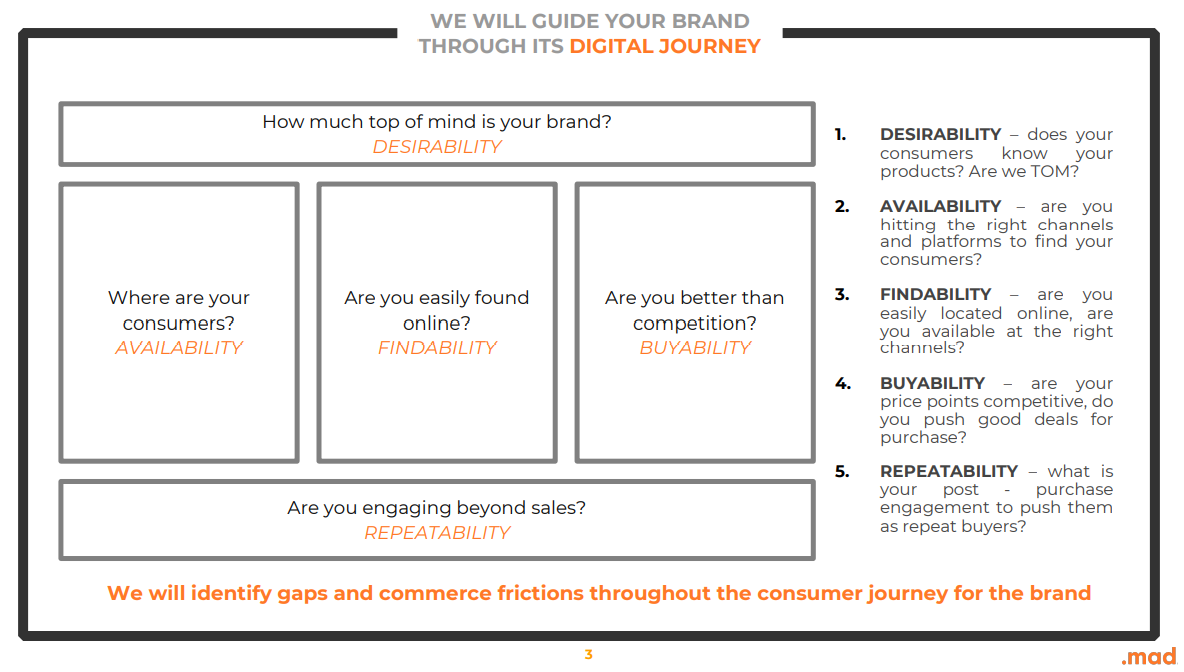 WE WILL GUIDE YOUR BRAND
THROUGH ITS DIGITAL JOURNEY
How much top of mind is your brand?
DESIRABILITY
Where are your
consumers?
AVAILABILITY
Are you easily found
online?
FINDABILITY
Are you better than
competition?
BUYABILITY
Are you engaging beyond sales?
REPEATABILITY
1. DESIRABILITY – does your
consumers know your
products? Are we TOM?
2. AVAILABILITY – are you
hitting the right channels
and platforms to find your
consumers?
3. FINDABILITY – are you
easily located online, are
you available at the right
channels?
4. BUYABILITY – are your
price points competitive, do
you push good deals for
purchase?
5. REPEATABILITY – what is
your post - purchase
engagement to push them
as repeat buyers?
We will identify gaps and commerce frictions throughout the consumer journey for the brand
3
.mad